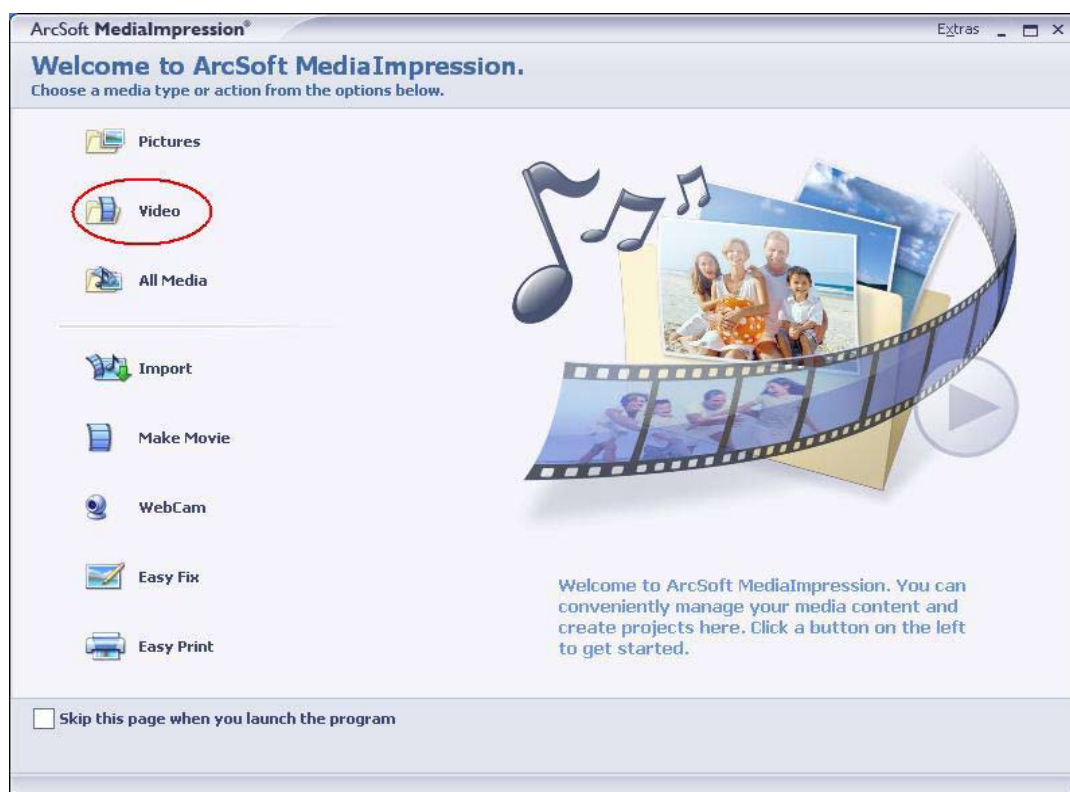 ArcSoft MediaImpression®
Extras
Welcome to ArcSoft MediaImpression.
Choose a media type or action from the options below.
Pictures
Video
All Media
Import
Make Movie
WebCam
Easy Fix
Easy Print
Welcome to ArcSoft MediaImpression. You can
conveniently manage your media content and
create projects here. Click a button on the left
to get started.
Skip this page when you launch the program